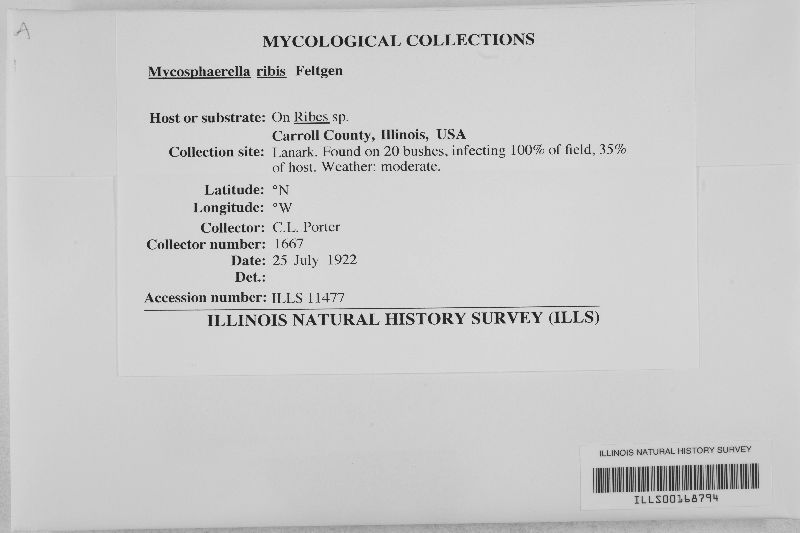 A
MYCOLOGICAL COLLECTIONS
Mycosphaerella ribis Feltgen
Host or substrate: On Ribes sp.
Carroll County, Illinois, USA
Collection site: Lanark. Found on 20 bushes, infecting 100% of field, 35%
of host. Weather: moderate.
Latitude: °N
Longitude: °W
Collector: C.L. Porter
Collector number: 1667
Date: 25 July 1922
Det.:
Accession number: ILLS 11477
ILLINOIS NATURAL HISTORY SURVEY (ILLS)
ILLINOIS NATURAL HISTORY SURVEY
ILLS00168794